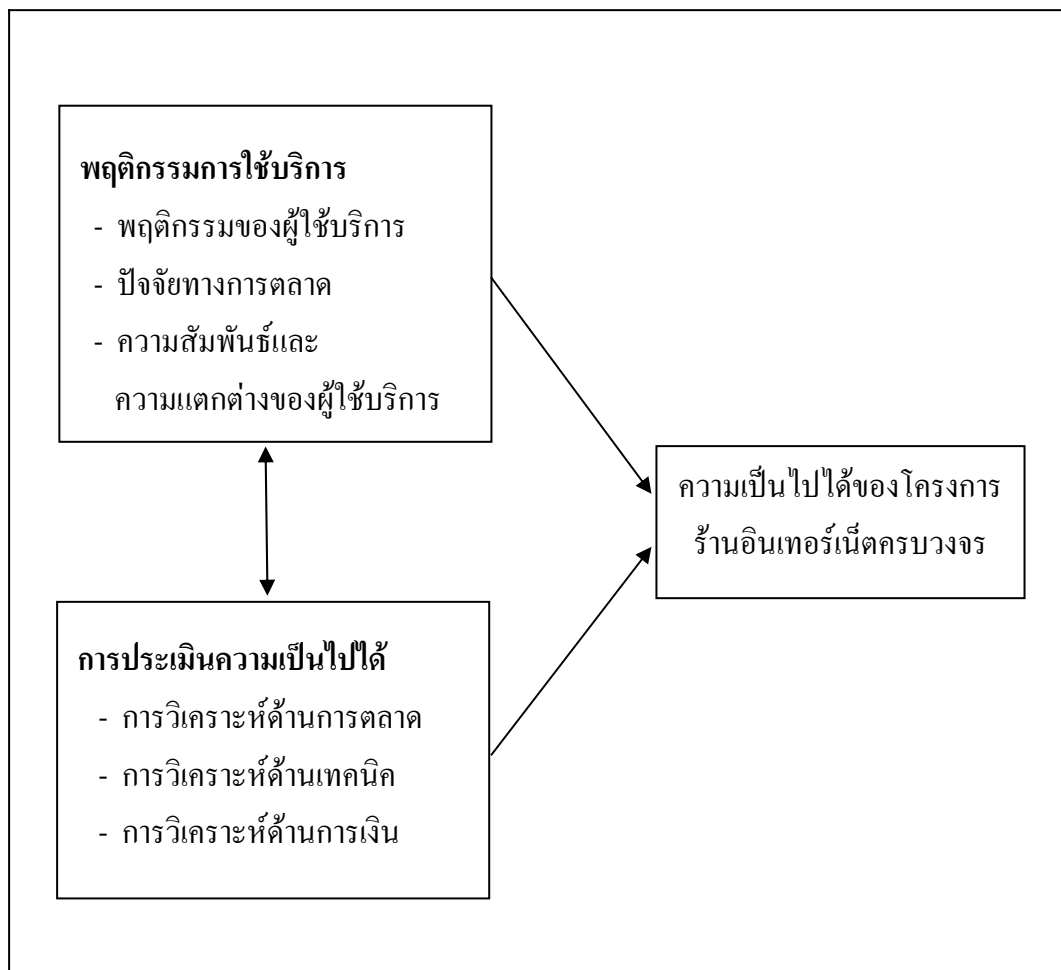 พฤติกรรมการใช้บริการ
- พฤติกรรมของผู้ใช้บริการ
- ปัจจัยทางการตลาด
- ความสัมพันธ์และ
ความแตกต่างของผู้ใช้บริการ
ความเป็นไปได้ของโครงการ
ร้านอินเทอร์เน็ตครบวงจร
การประเมินความเป็นไปได้
- การวิเคราะห์ด้านการตลาด
- การวิเคราะห์ด้านเทคนิค
- การวิเคราะห์ด้านการเงิน